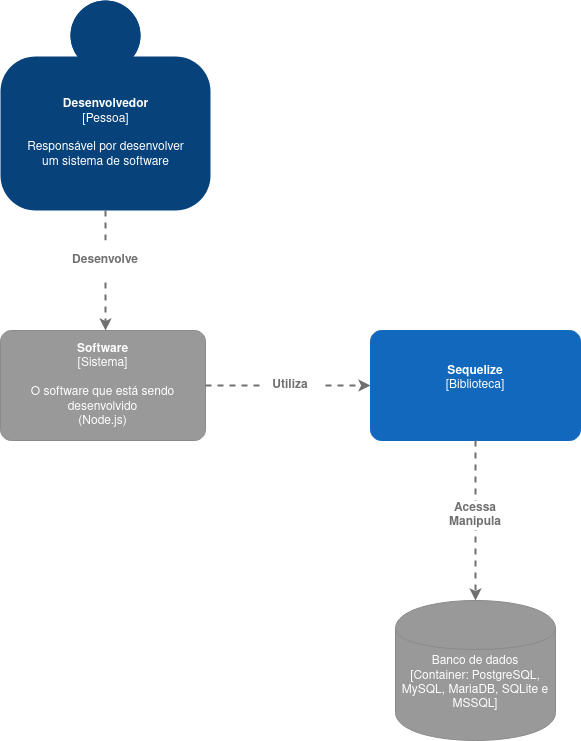 Desenvolvedor
[Pessoa]
Responsável por desenvolver
um sistema de software
Desenvolve
Software
[Sistema]
O software que está sendo
desenvolvido
(Node.js)
Utiliza
Sequelize
[Biblioteca]
Acessa
Manipula
Banco de dados
[Container: PostgreSQL,
MySQL, MariaDB, SQLite e
MSSQL]